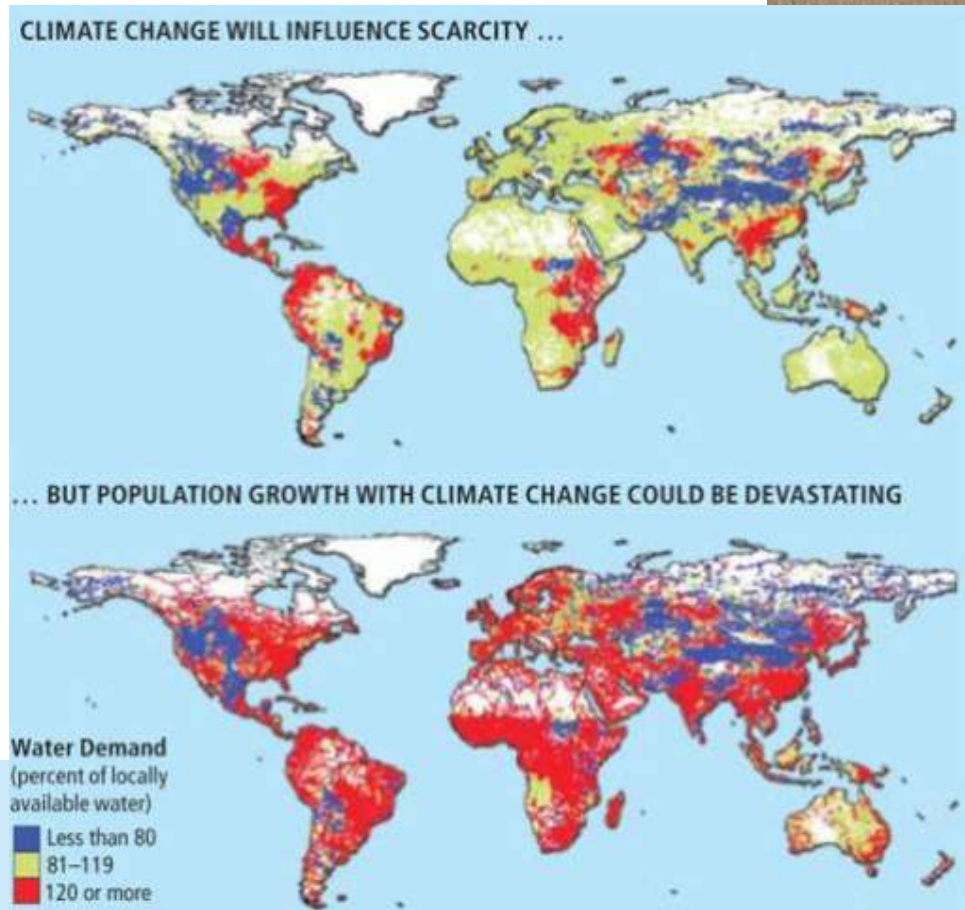 CLIMATE CHANGE WILL INFLUENCE SCARCITY ...
... BUT POPULATION GROWTH WITH CLIMATE CHANGE COULD BE DEVASTATING
Water Demand
(percent of locally
available water)
Less than 80
81–119
120 or more